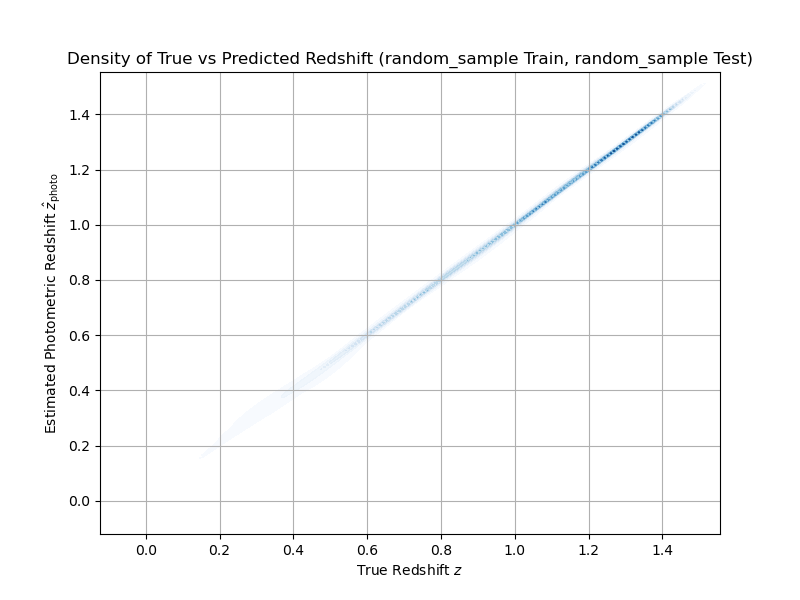 Density of True vs Predicted Redshift (random_sample Train, random_sample Test)
Estimated Photometric Redshift ẑphoto
1.4
1.2
1.0
0.8
0.6
0.4
0.2
0.0
0.0 0.2 0.4 0.6 0.8 1.0 1.2 1.4
True Redshift z